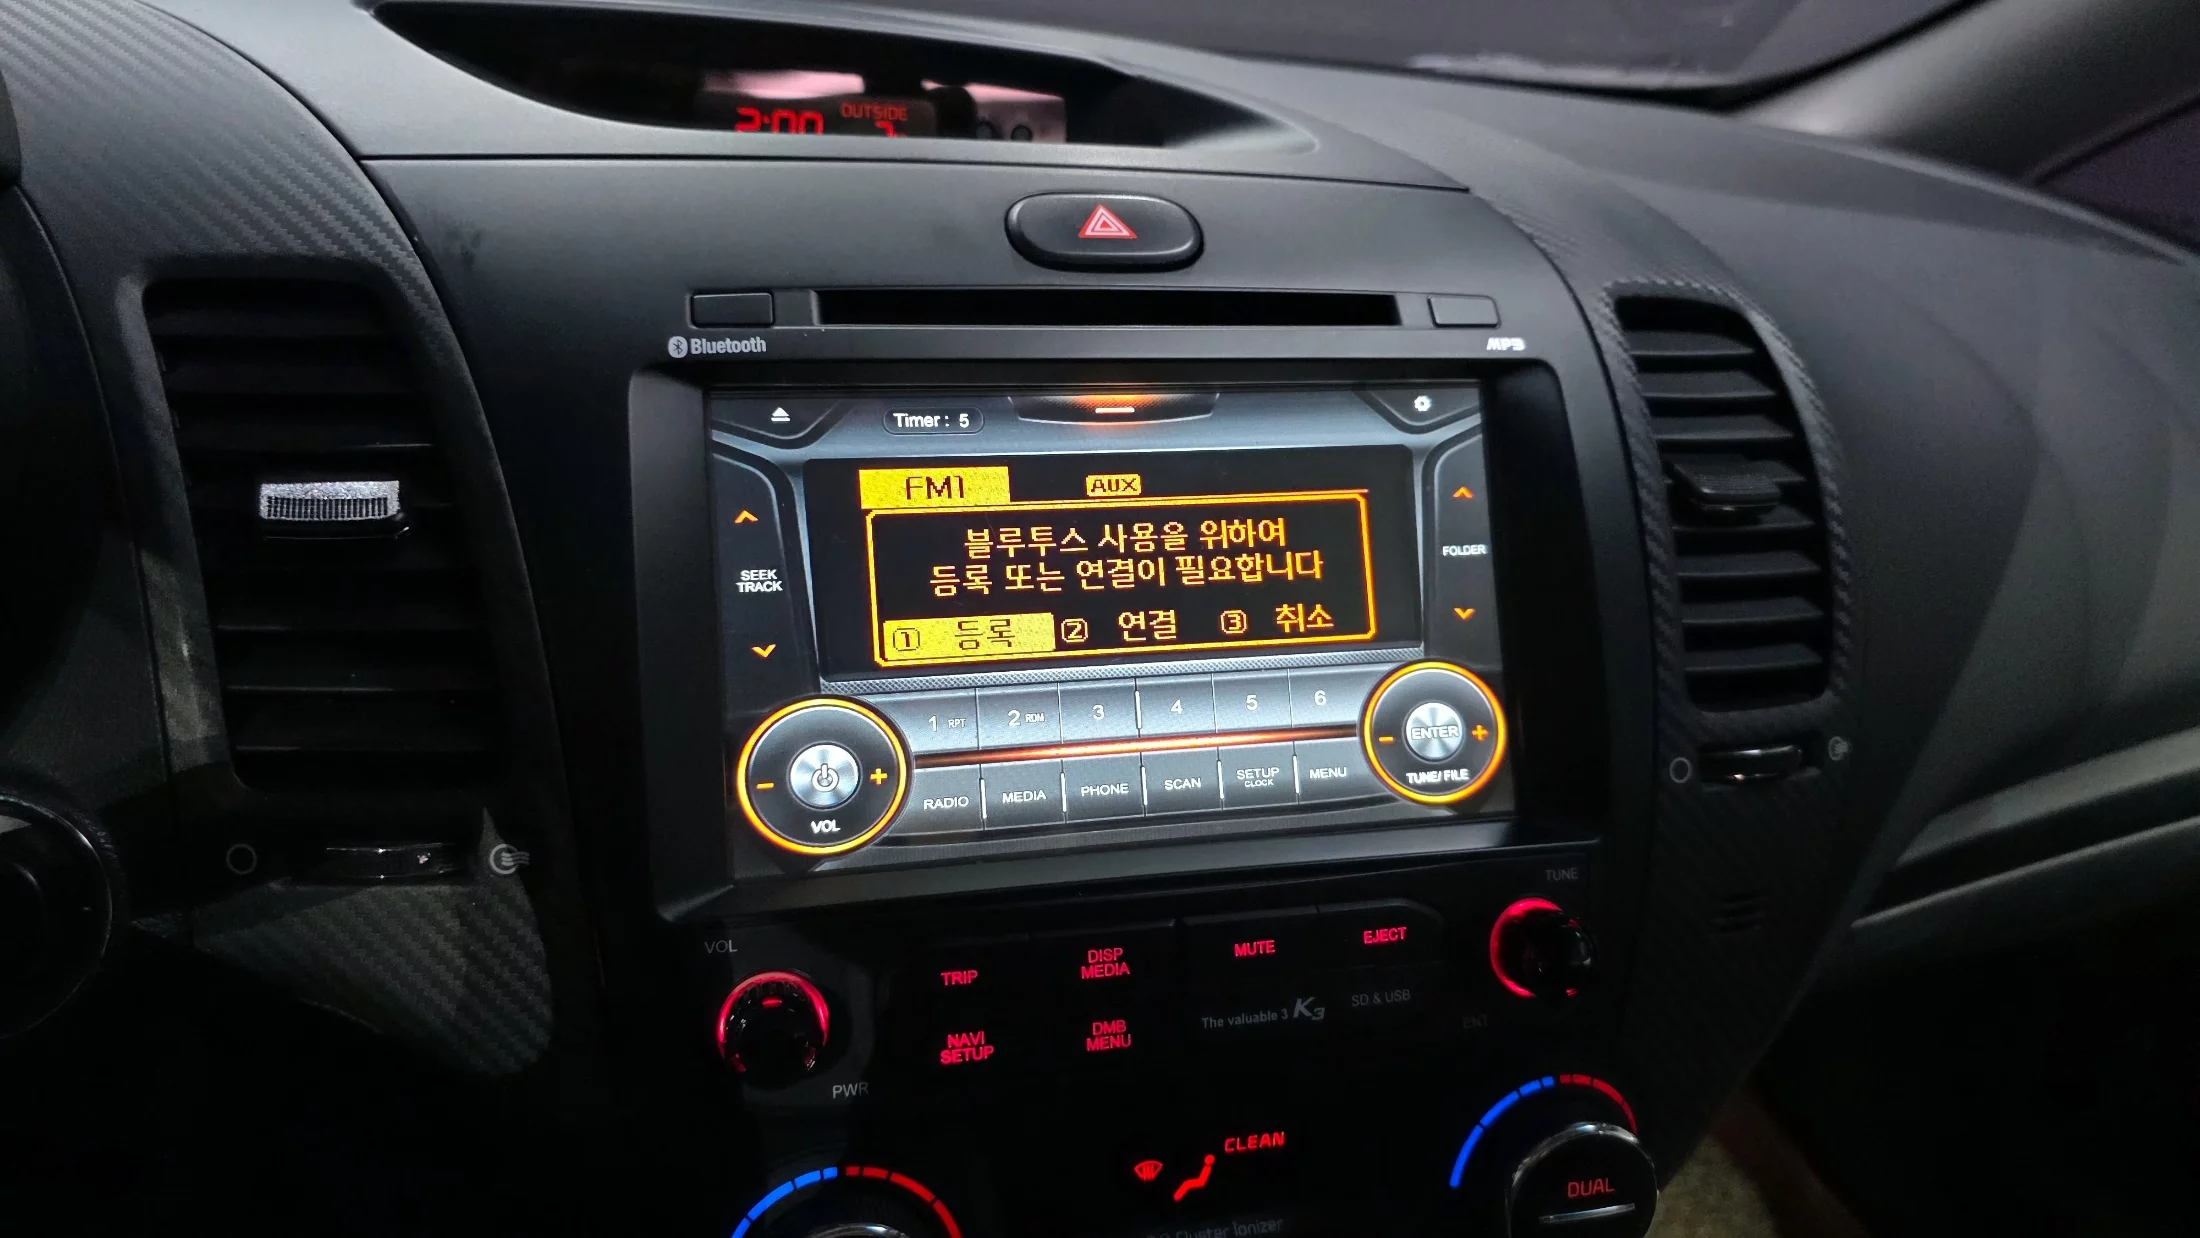 2:00 OUTSIDE
Bluetooth
MP3
Timer: 5
FM1 AUX
블루투스 사용을 위하여
등록 또는 연결이 필요합니다
① 등록 ② 연결 ③ 취소
SEEK
TRACK
FOLDER
1 RPT 2 RDM 3 4 5 6
ENTER
TUNE/FILE
VOL
RADIO MEDIA PHONE SCAN SETUP
CLOCK
MENU
TUNE
VOL
TRIP
DISP
MEDIA
MUTE
EJECT
The valuable 3 K3
SD & USB
ENT
NAVI
SETUP
DMB
MENU
PWR
CLEAN
DUAL
Cluster Ionizer